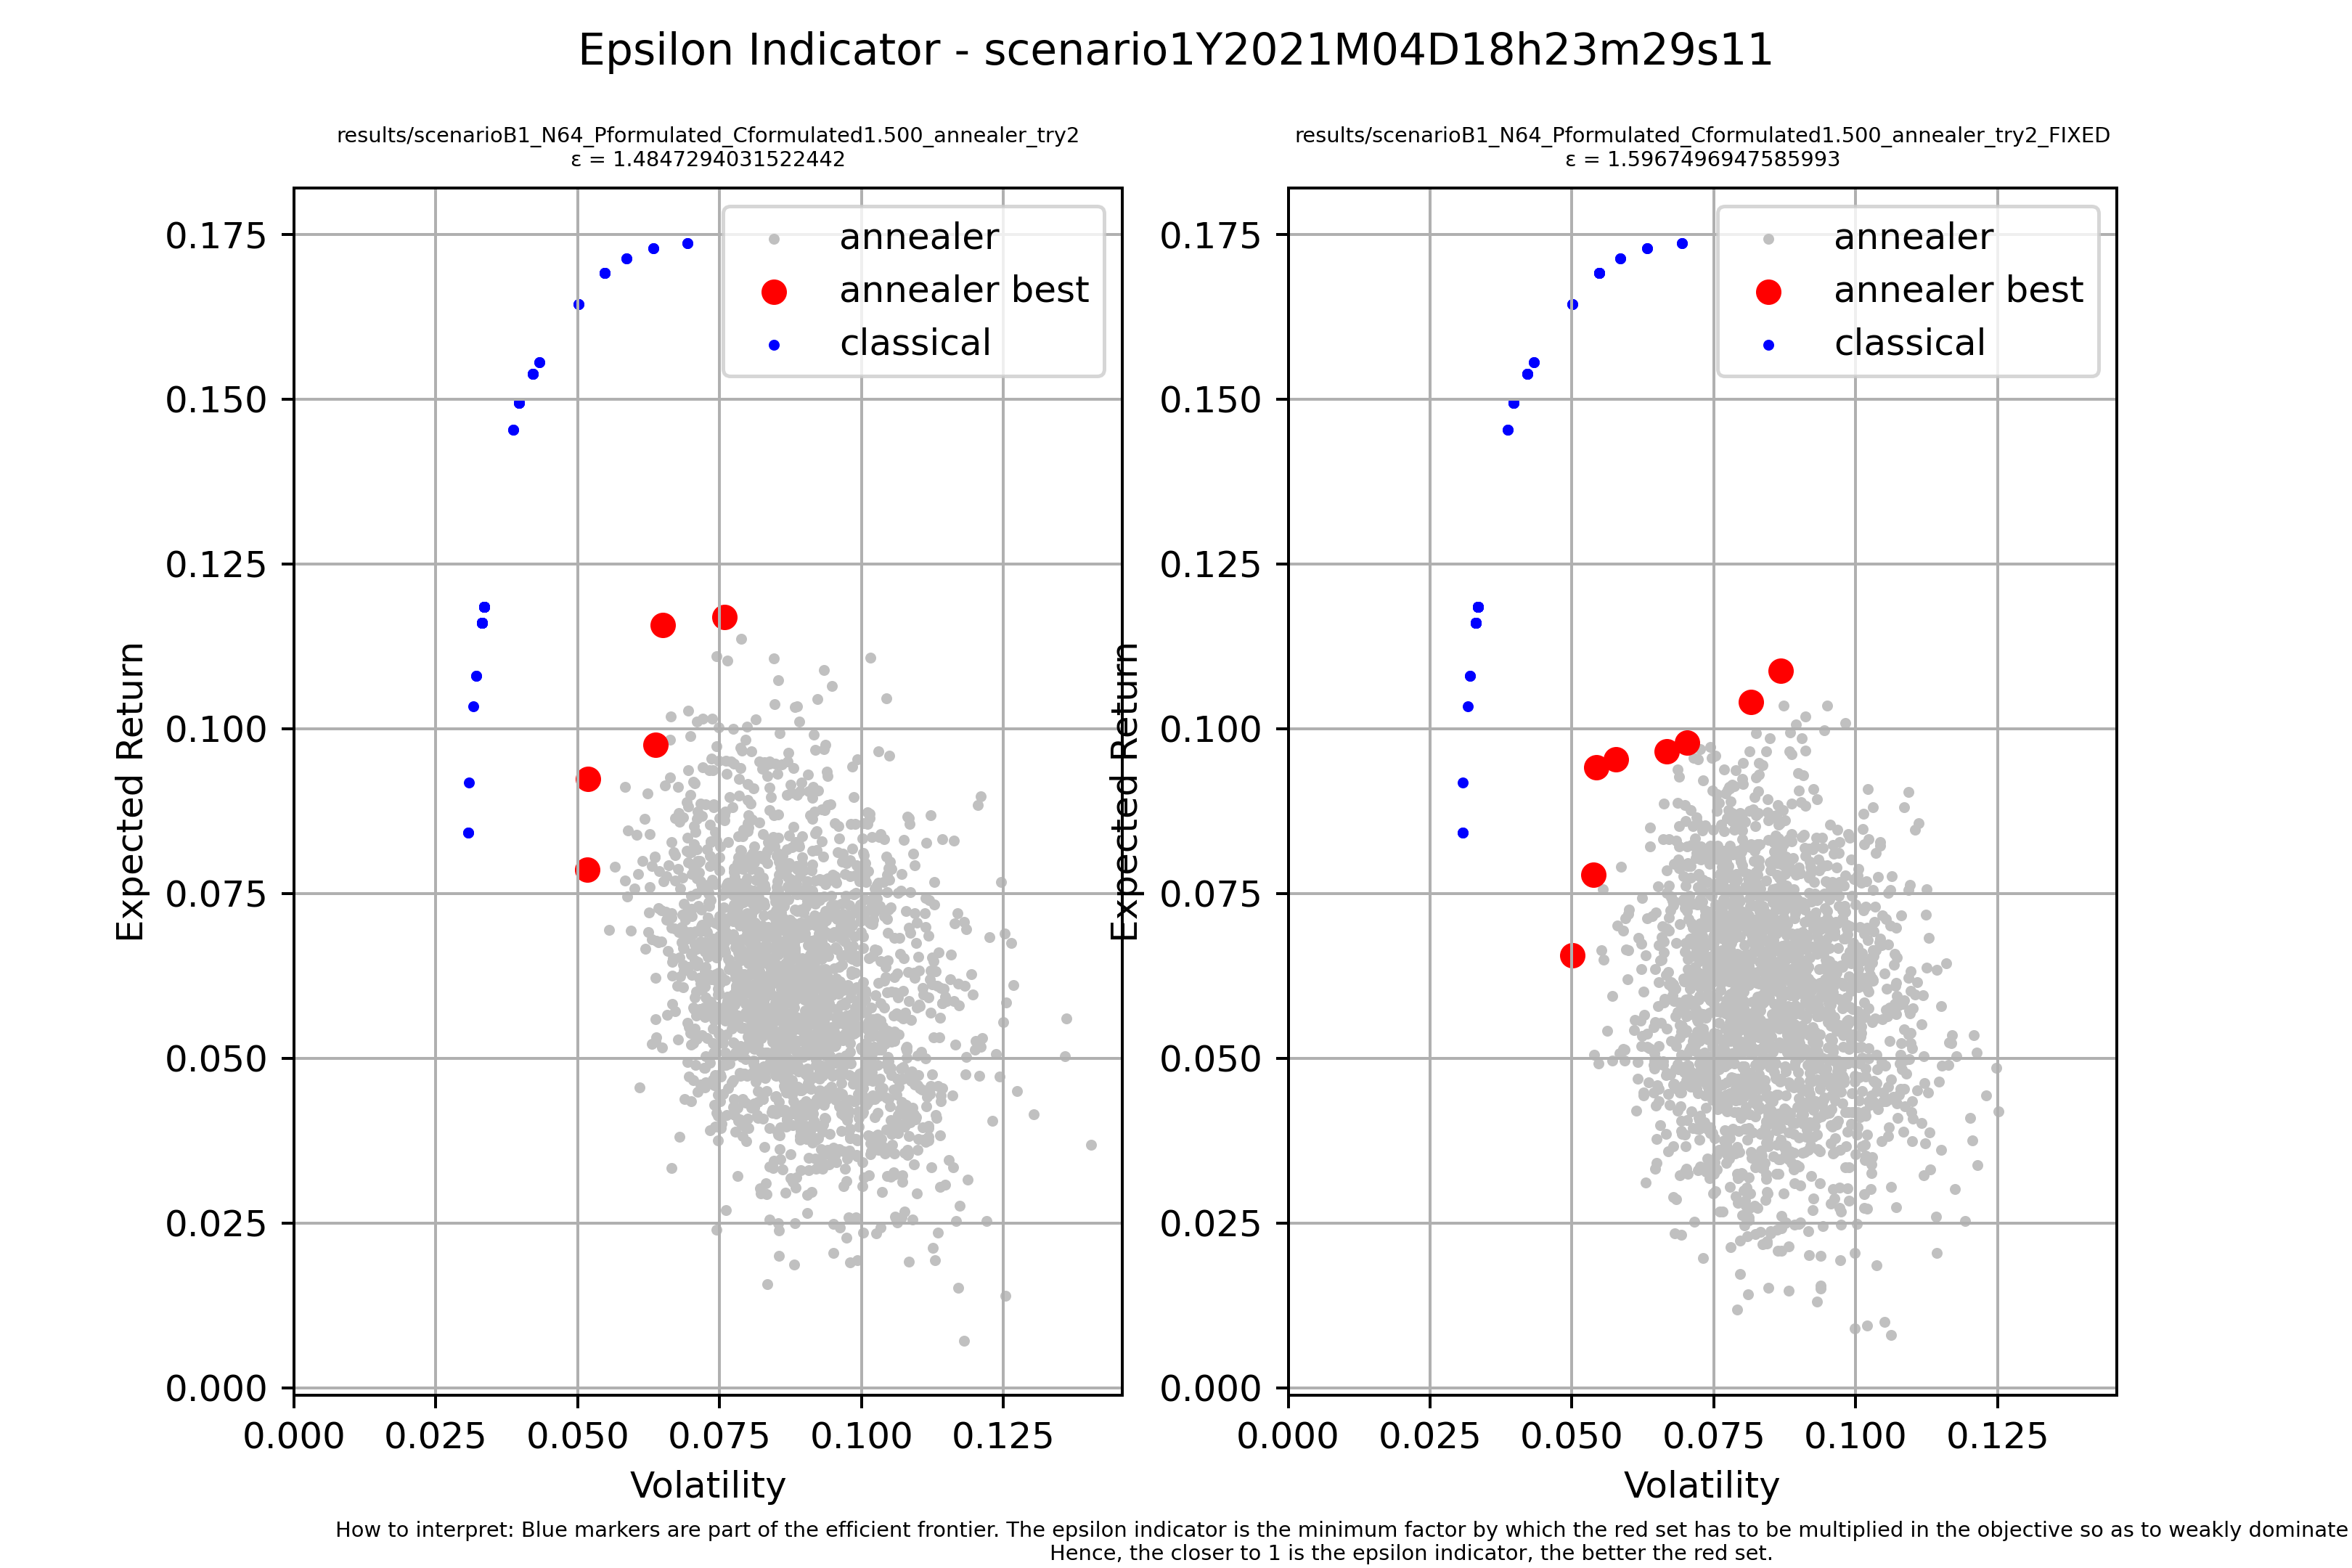 Epsilon Indicator - scenario1Y2021M04D18h23m29s11
results/scenarioB1_N64_Pformulated_Cformulated1.500_annealer_try2
ε = 1.4847294031522442
annealer
annealer best
classical
0.175
0.150
0.125
0.100
0.075
0.050
0.025
0.000
Expected Return
0.000 0.025 0.050 0.075 0.100 0.125
Volatility
results/scenarioB1_N64_Pformulated_Cformulated1.500_annealer_try2_FIXED
ε = 1.5967496947585993
annealer
annealer best
classical
0.175
0.150
0.125
0.100
0.075
0.050
0.025
0.000
Expected Return
0.000 0.025 0.050 0.075 0.100 0.125
Volatility
How to interpret: Blue markers are part of the efficient frontier. The epsilon indicator is the minimum factor by which the red set has to be multiplied in the objective so as to weakly dominate
Hence, the closer to 1 is the epsilon indicator, the better the red set.